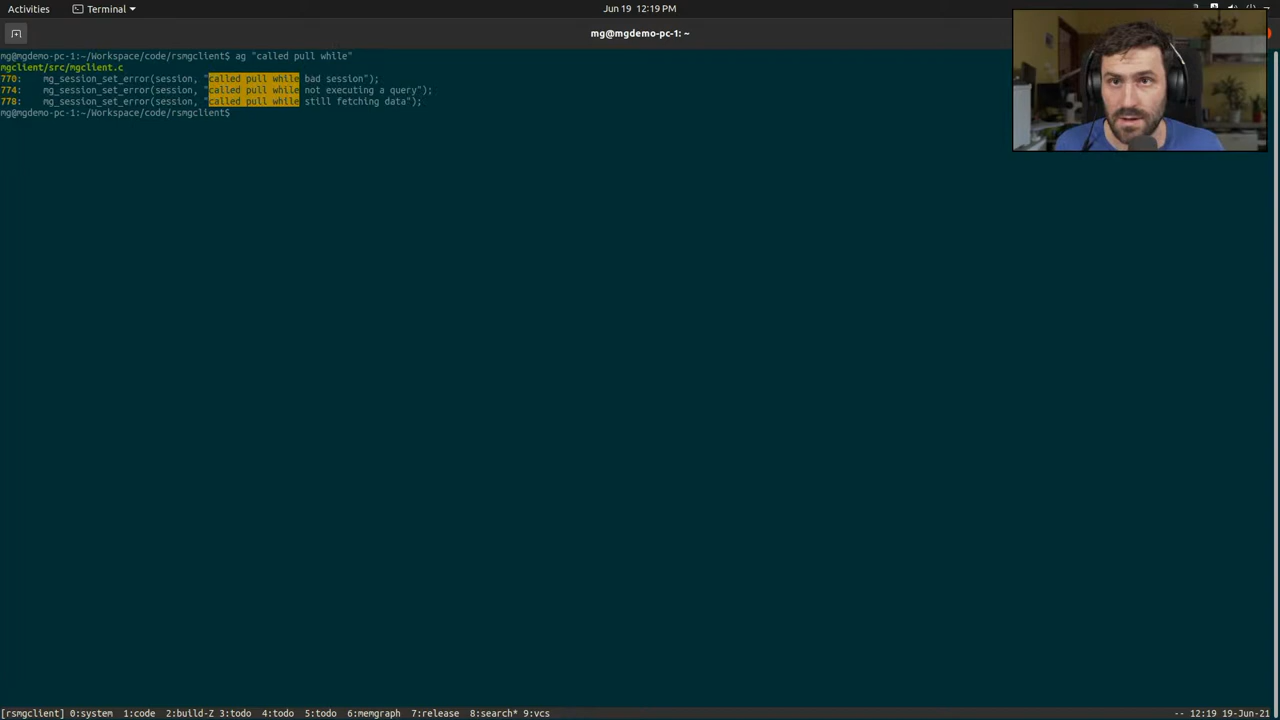 Activities
Terminal
Jun 19 12:19 PM
mg@mgdemo-pc-1: ~
mg@mgdemo-pc-1:~/Workspace/code/rsmgclient$ ag "called pull while"
mgclient/src/mgclient.c
770:    mg_session_set_error(session, "called pull while bad session");
774:    mg_session_set_error(session, "called pull while not executing a query");
778:    mg_session_set_error(session, "called pull while still fetching data");
mg@mgdemo-pc-1:~/Workspace/code/rsmgclient$
[rsmgclient] 0:system  1:code  2:build-Z 3:todo  4:todo  5:todo  6:memgraph  7:release  8:search* 9:vcs
-- 12:19 19-Jun-21